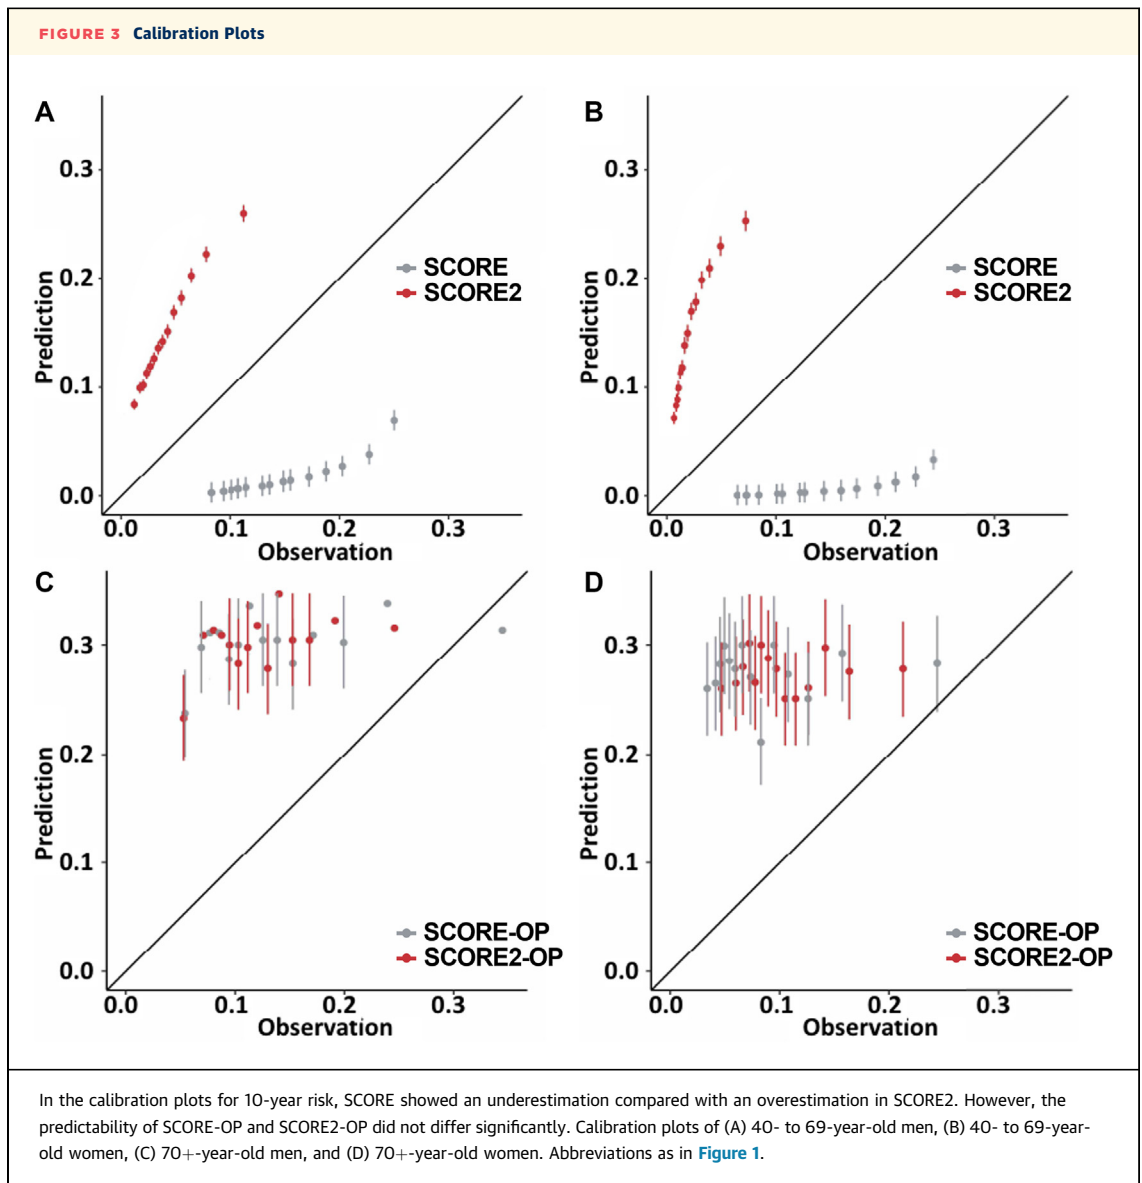 FIGURE 3 Calibration Plots
A
Prediction
0.3
0.2
0.1
0.0
SCORE
SCORE2
0.0 0.1 0.2 0.3
Observation
B
Prediction
0.3
0.2
0.1
0.0
SCORE
SCORE2
0.0 0.1 0.2 0.3
Observation
C
Prediction
0.3
0.2
0.1
0.0
SCORE-OP
SCORE2-OP
0.0 0.1 0.2 0.3
Observation
D
Prediction
0.3
0.2
0.1
0.0
SCORE-OP
SCORE2-OP
0.0 0.1 0.2 0.3
Observation
In the calibration plots for 10-year risk, SCORE showed an underestimation compared with an overestimation in SCORE2. However, the
predictability of SCORE-OP and SCORE2-OP did not differ significantly. Calibration plots of (A) 40- to 69-year-old men, (B) 40- to 69-year-
old women, (C) 70+-year-old men, and (D) 70+-year-old women. Abbreviations as in Figure 1.